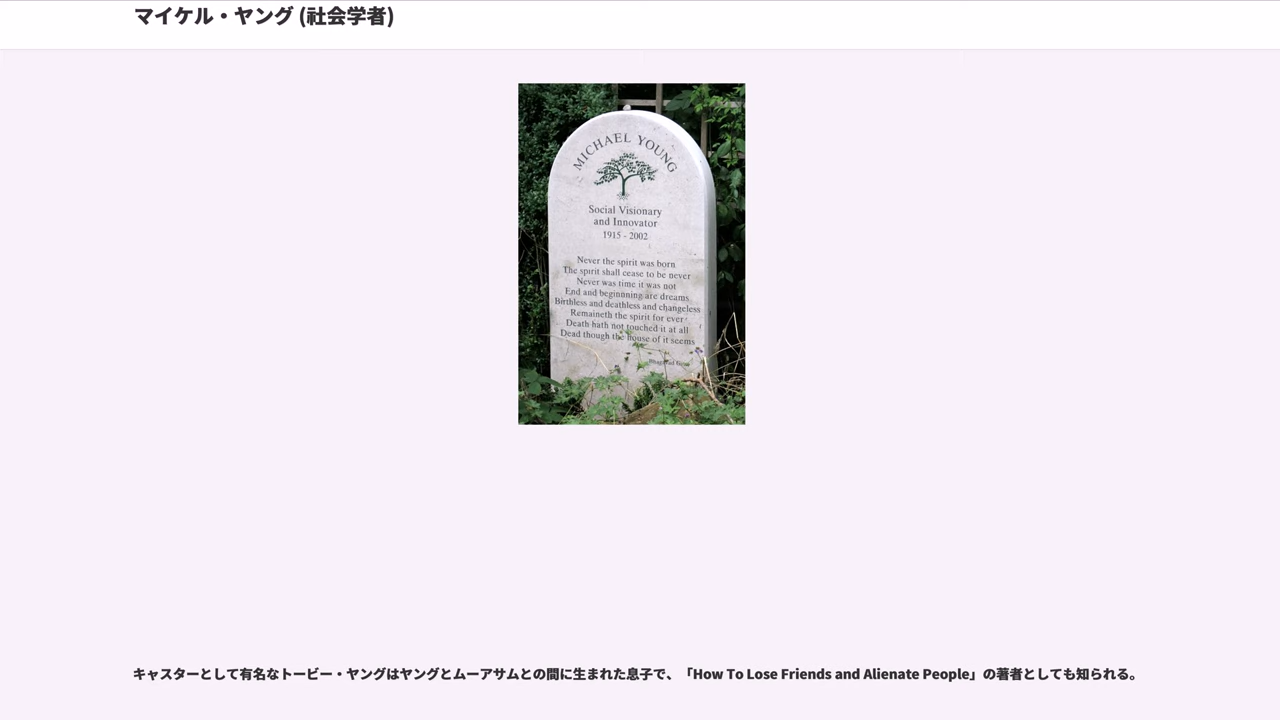 マイケル・ヤング (社会学者)
MICHAEL YOUNG
Social Visionary
and Innovator
1915 - 2002
Never the spirit was born
The spirit shall cease to be never
Never was time it was not
End and beginnning are dreams
Birthless and deathless and changeless
Remaineth the spirit for ever
Death hath not touched it at all
Dead though the house of it seems
キャスターとして有名なトービー・ヤングはヤングとムーアサムとの間に生まれた息子で、「How To Lose Friends and Alienate People」の著者としても知られる。